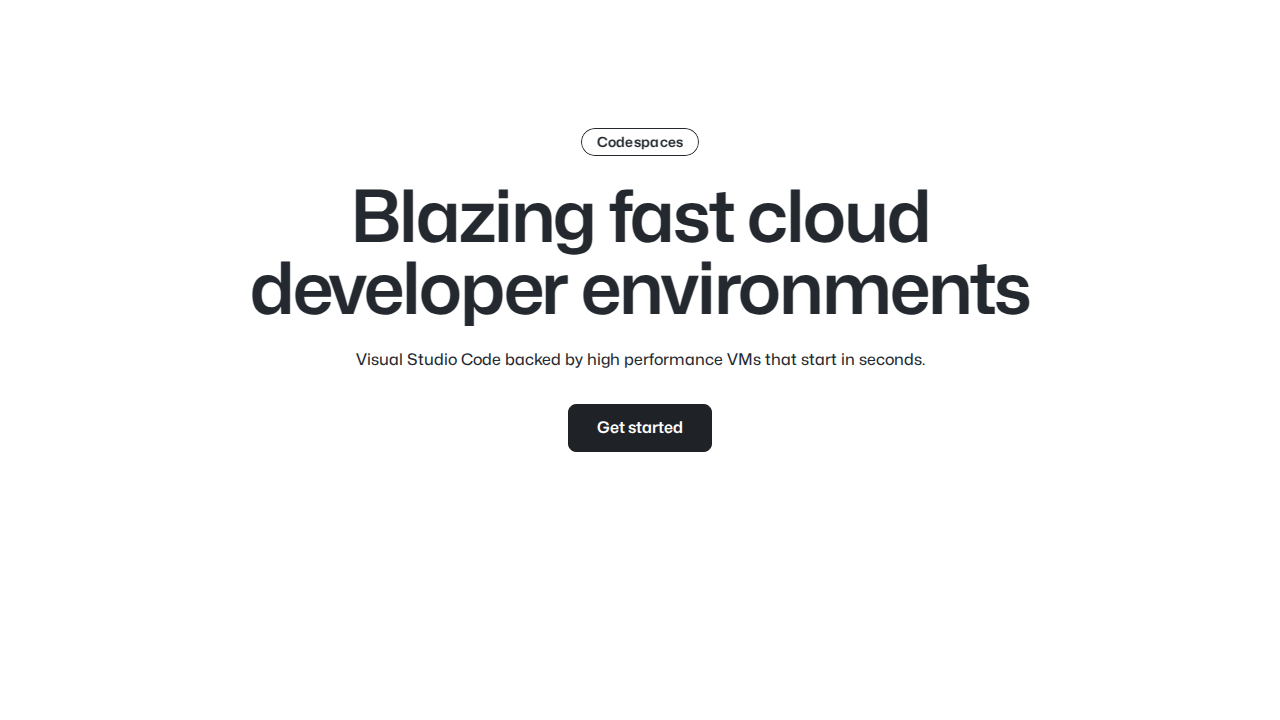 Codespaces
Blazing fast cloud
developer environments
Visual Studio Code backed by high performance VMs that start in seconds.
Get started